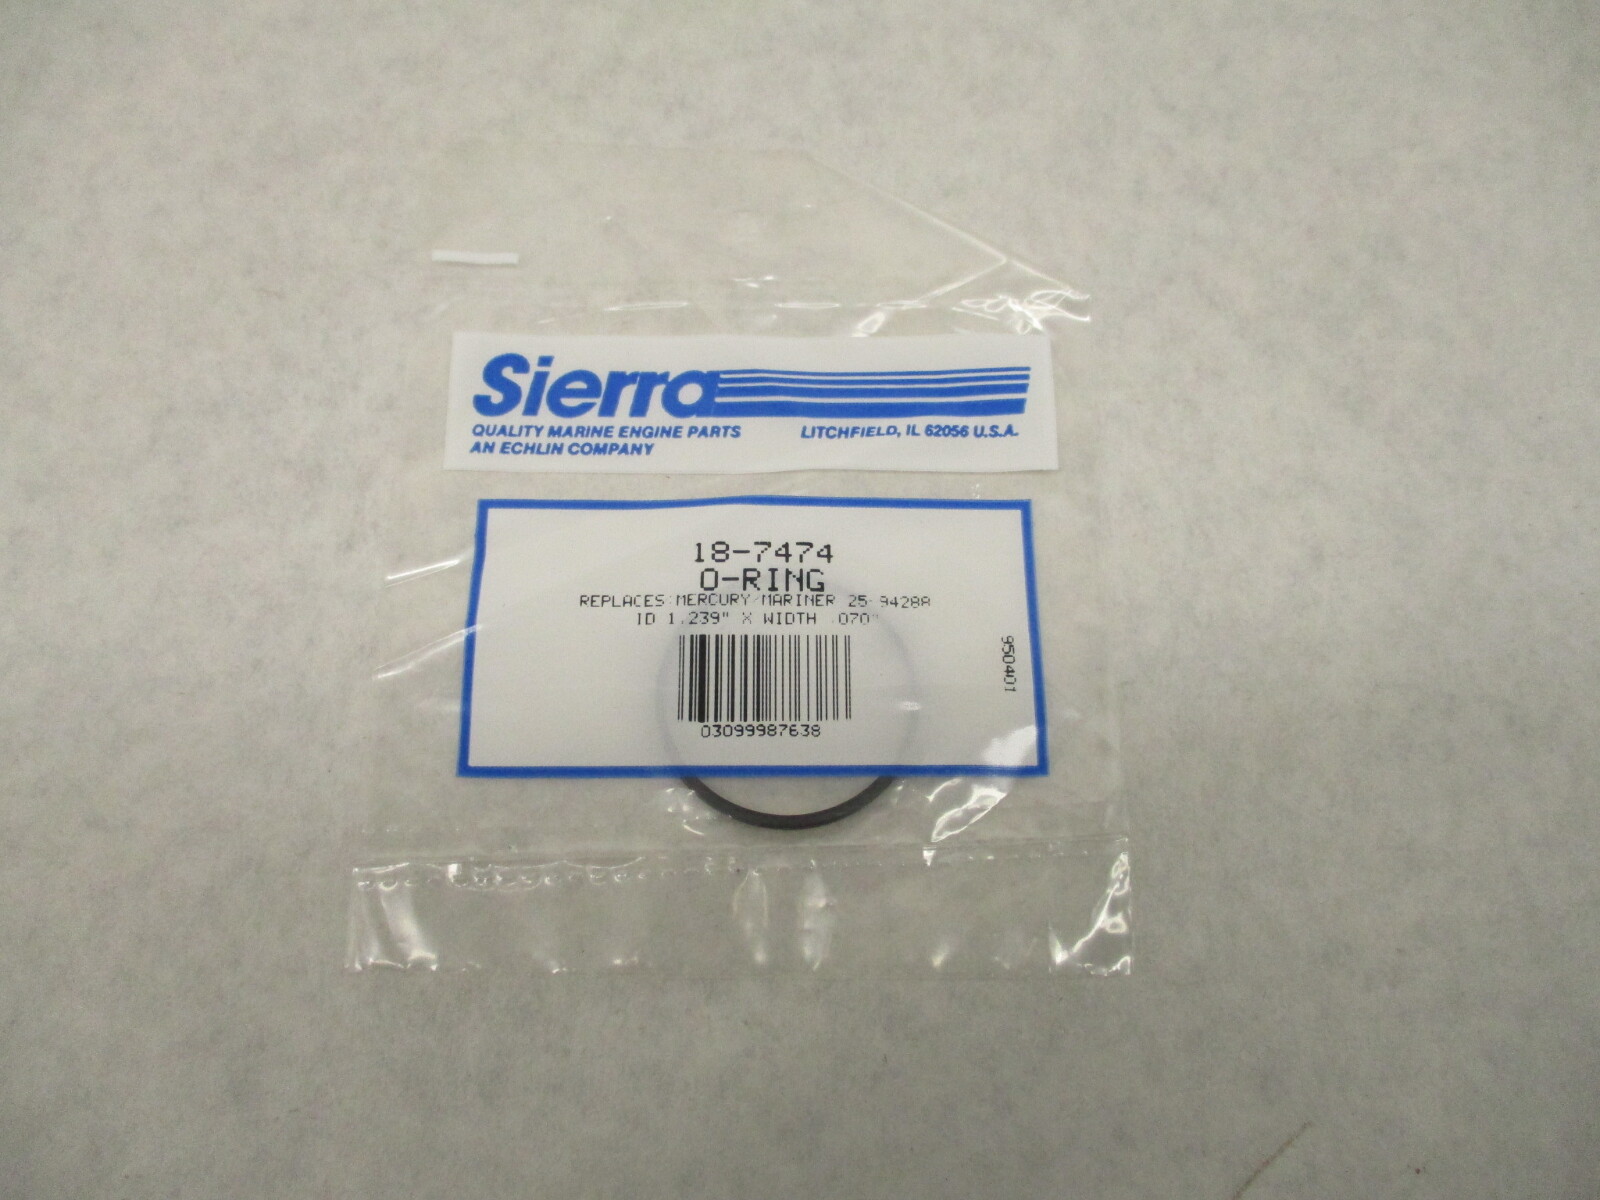 Sierra
QUALITY MARINE ENGINE PARTS
AN ECHLIN COMPANY
LITCHFIELD, IL 62056 U.S.A.
18-7474
O-RING
REPLACES:MERCURY/MARINER 25-94288
ID 1.239" X WIDTH .070"
950401
03099987638